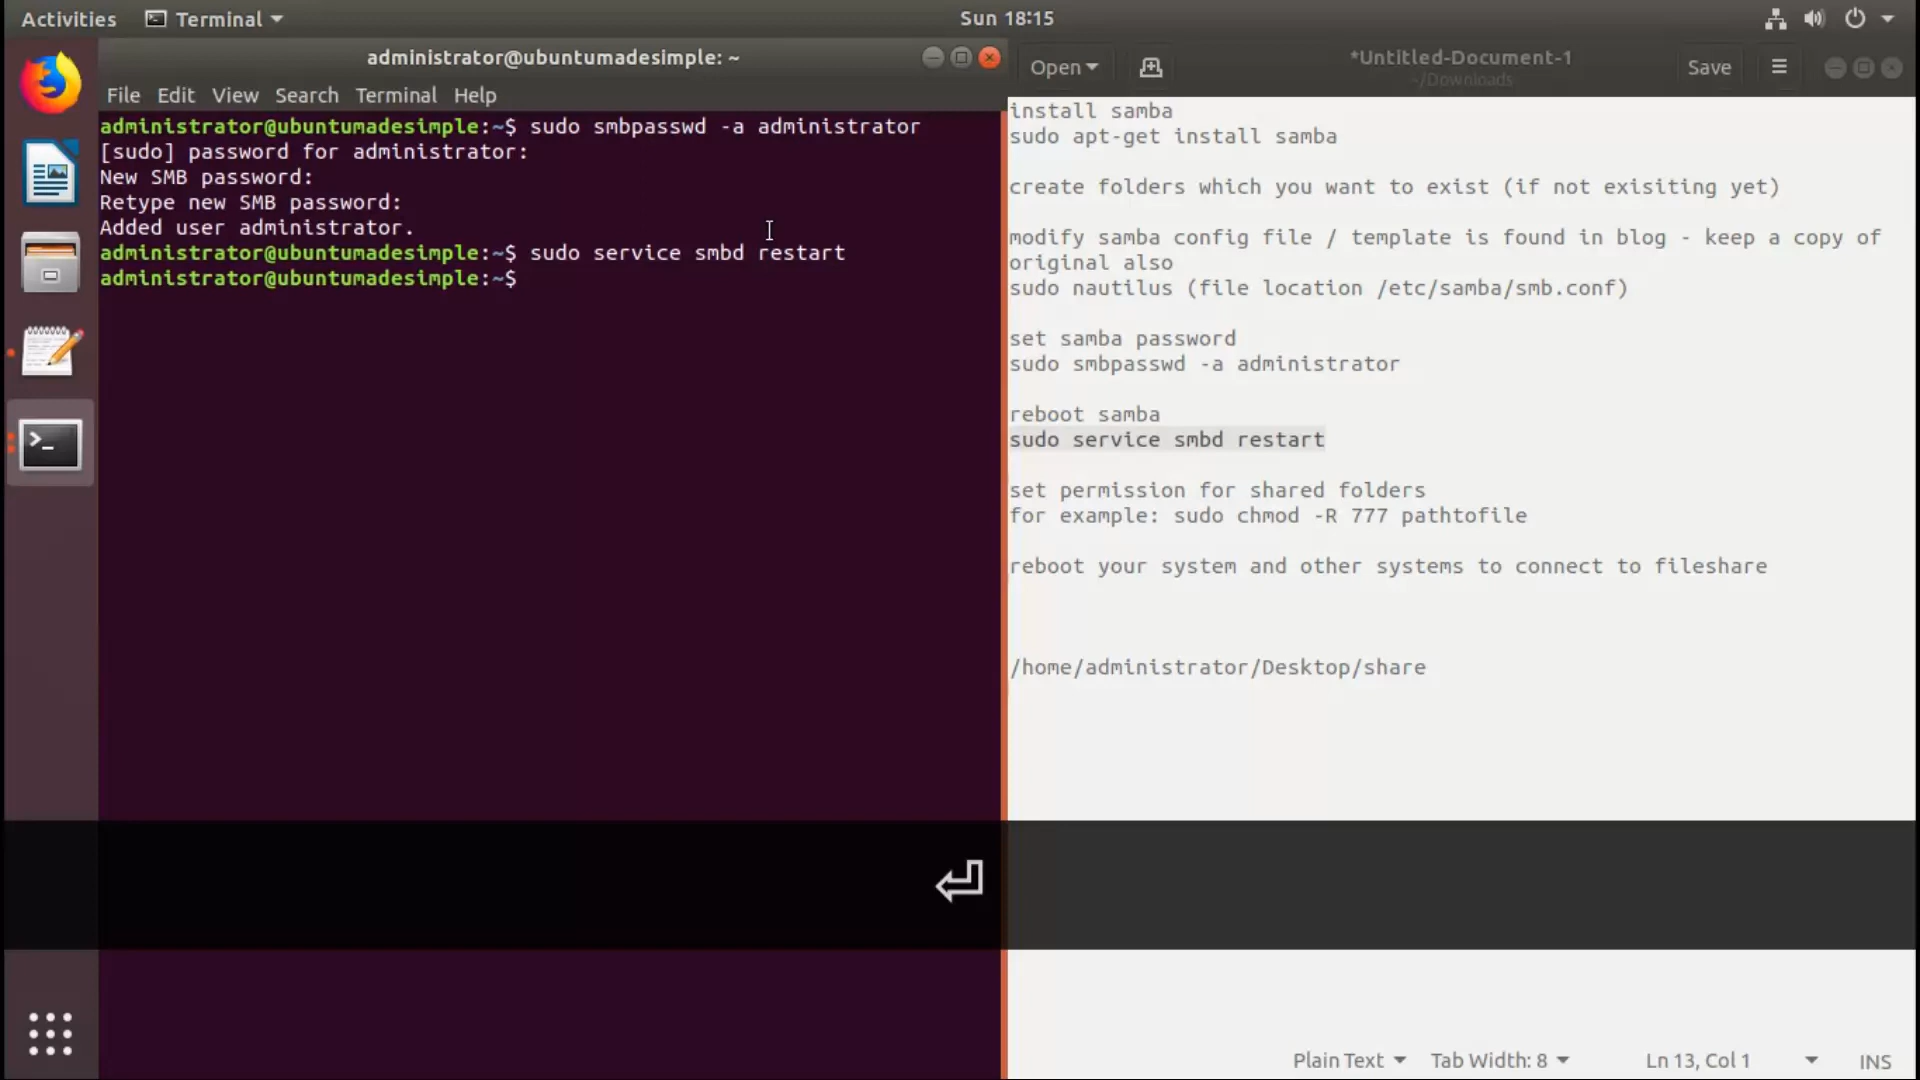 Activities Terminal Sun 18:15
administrator@ubuntumadesimple: ~
File Edit View Search Terminal Help
administrator@ubuntumadesimple:~$ sudo smbpasswd -a administrator
[sudo] password for administrator:
New SMB password:
Retype new SMB password:
Added user administrator.
administrator@ubuntumadesimple:~$ sudo service smbd restart
administrator@ubuntumadesimple:~$
Open *Untitled-Document-1 Save
~/Downloads
install samba
sudo apt-get install samba
create folders which you want to exist (if not exisiting yet)
modify samba config file / template is found in blog - keep a copy of
original also
sudo nautilus (file location /etc/samba/smb.conf)
set samba password
sudo smbpasswd -a administrator
reboot samba
sudo service smbd restart
set permission for shared folders
for example: sudo chmod -R 777 pathtofile
reboot your system and other systems to connect to fileshare
/home/administrator/Desktop/share
Plain Text Tab Width: 8 Ln 13, Col 1 INS